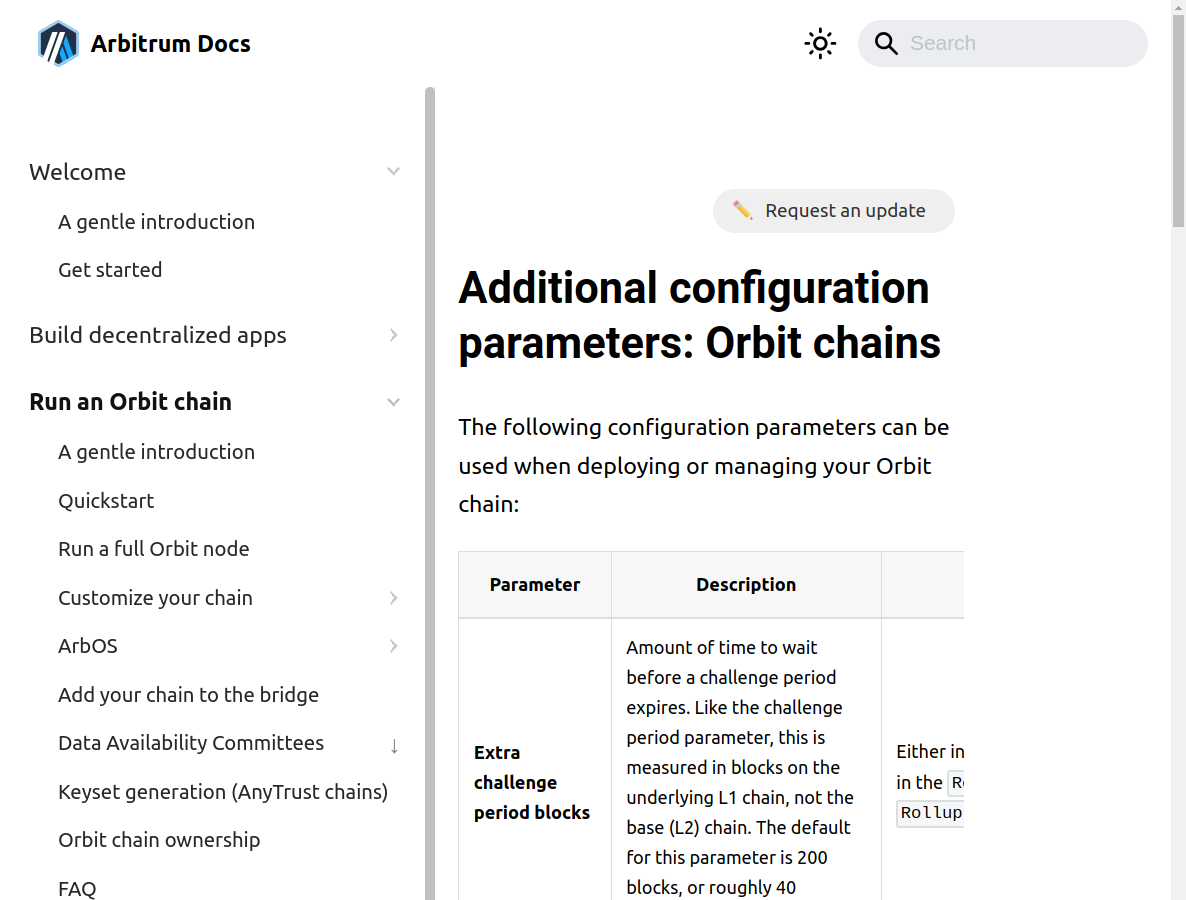 Arbitrum Docs
Search
Welcome
A gentle introduction
Get started
Build decentralized apps
Run an Orbit chain
A gentle introduction
Quickstart
Run a full Orbit node
Customize your chain
ArbOS
Add your chain to the bridge
Data Availability Committees ↓
Keyset generation (AnyTrust chains)
Orbit chain ownership
FAQ
✏️ Request an update
Additional configuration
parameters: Orbit chains
The following configuration parameters can be
used when deploying or managing your Orbit
chain:
Parameter
Description
Extra
challenge
period blocks
Amount of time to wait
before a challenge period
expires. Like the challenge
period parameter, this is
measured in blocks on the
underlying L1 chain, not the
base (L2) chain. The default
for this parameter is 200
blocks, or roughly 40
Either in
in the
Rollup